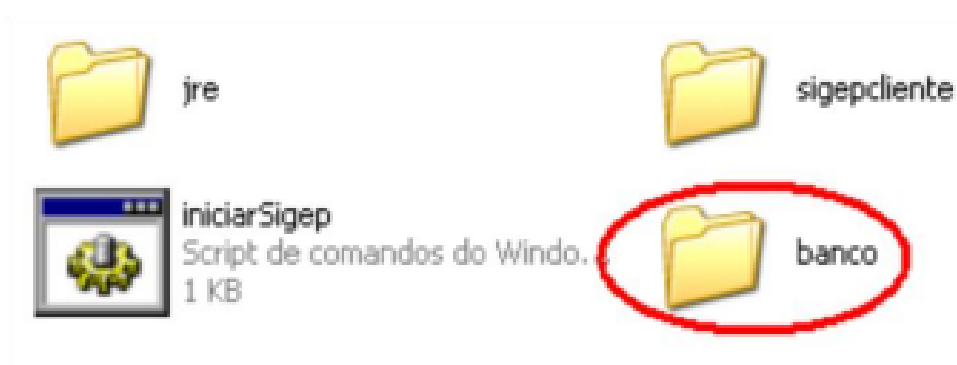 jre
sigepcliente
iniciarSigep
Script de comandos do Windo...
1 KB
banco